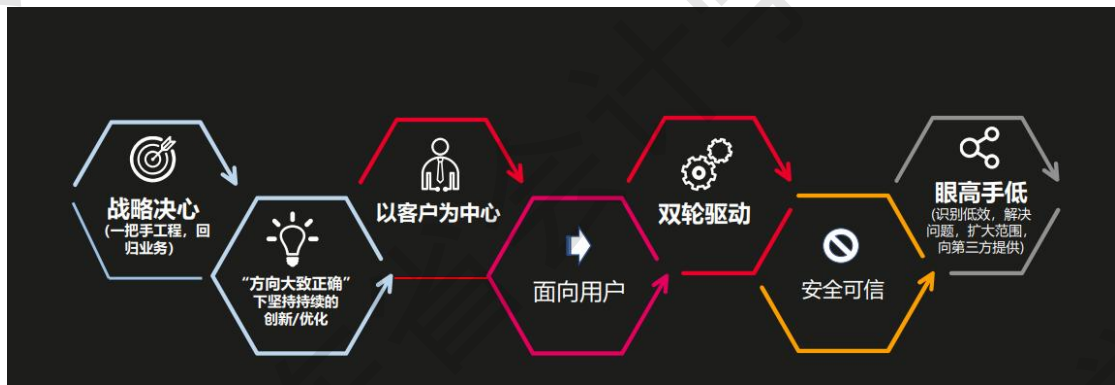 战略决心
(一把手工程，回
归业务)
“方向大致正确”
下坚持持续的
创新/优化
以客户为中心
面向用户
双轮驱动
安全可信
眼高手低
(识别低效，解决
问题，扩大范围，
向第三方提供)